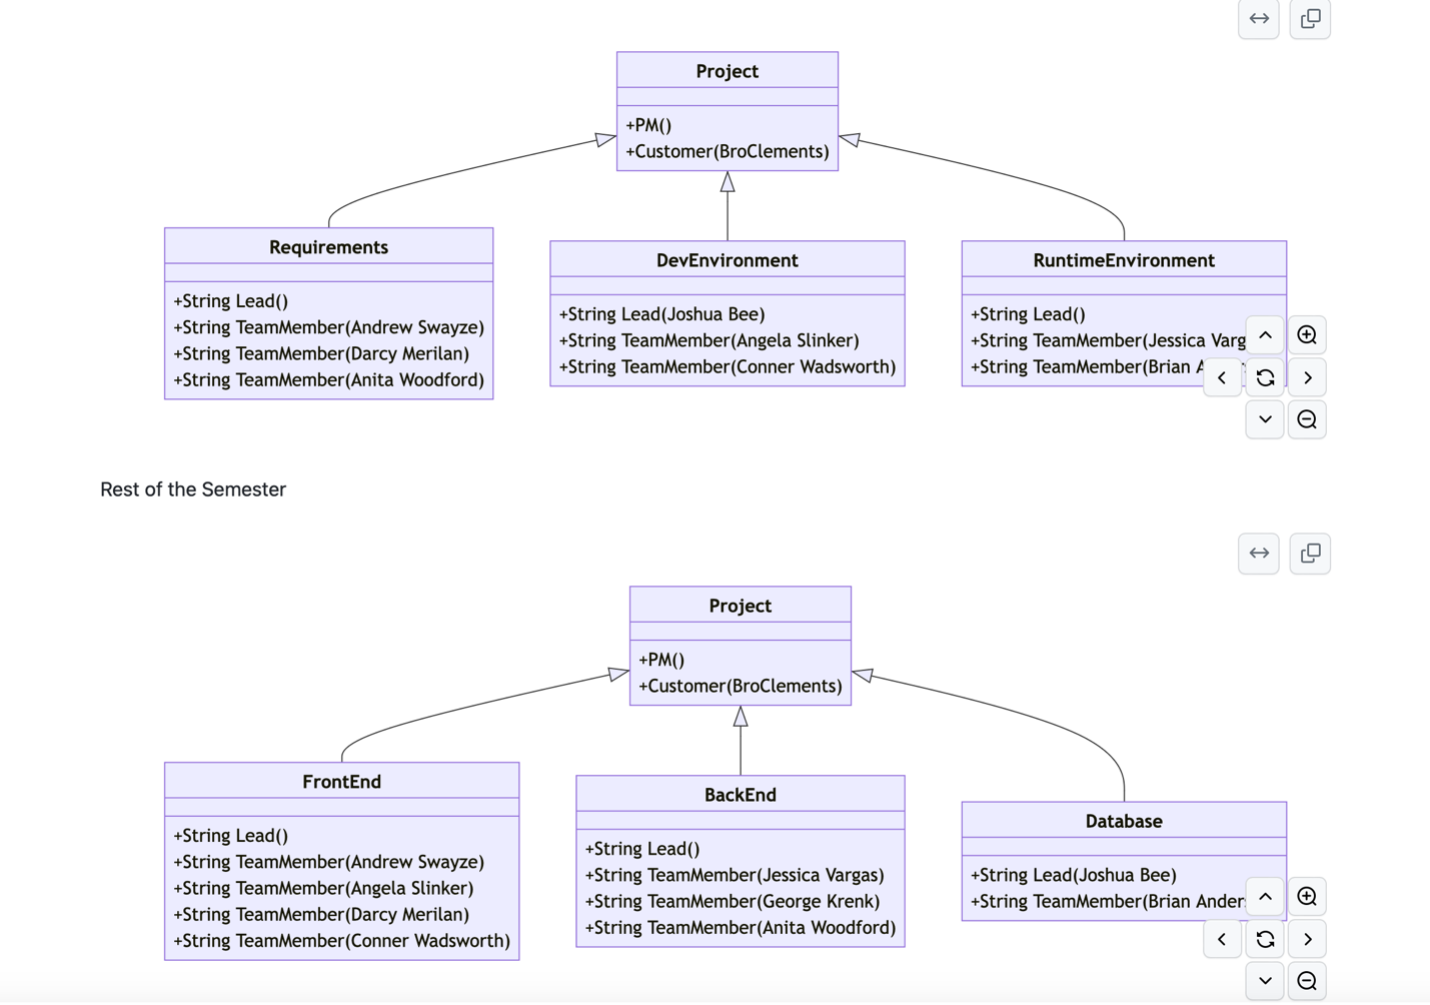 Project
+PM()
+Customer(BroClements)
Requirements
+String Lead()
+String TeamMember(Andrew Swayze)
+String TeamMember(Darcy Merilan)
+String TeamMember(Anita Woodford)
DevEnvironment
+String Lead(Joshua Bee)
+String TeamMember(Angela Slinker)
+String TeamMember(Conner Wadsworth)
RuntimeEnvironment
+String Lead()
+String TeamMember(Jessica Varg
+String TeamMember(Brian
Rest of the Semester
Project
+PM()
+Customer(BroClements)
FrontEnd
+String Lead()
+String TeamMember(Andrew Swayze)
+String TeamMember(Angela Slinker)
+String TeamMember(Darcy Merilan)
+String TeamMember(Conner Wadsworth)
BackEnd
+String Lead()
+String TeamMember(Jessica Vargas)
+String TeamMember(George Krenk)
+String TeamMember(Anita Woodford)
Database
+String Lead(Joshua Bee)
+String TeamMember(Brian Ander